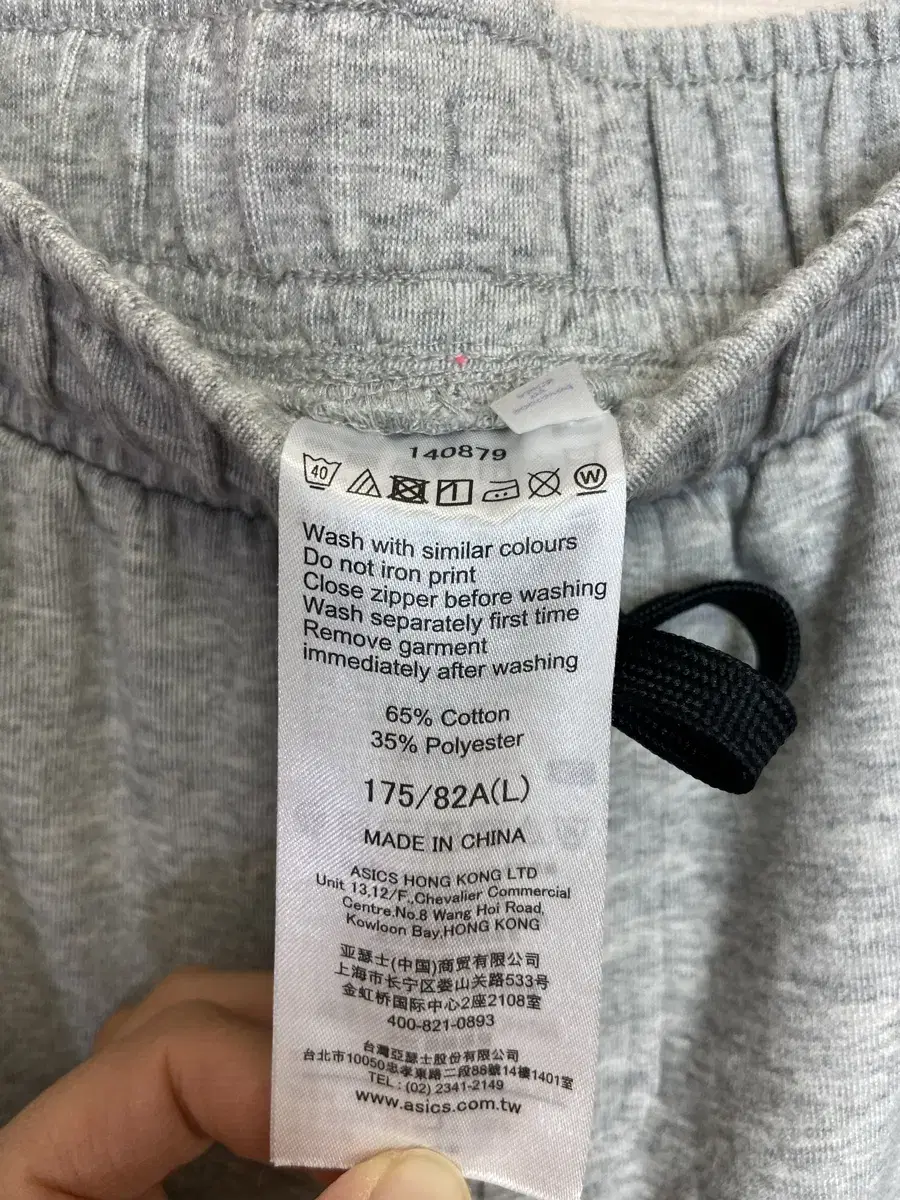 140879
40 W
Wash with similar colours
Do not iron print
Close zipper before washing
Wash separately first time
Remove garment
immediately after washing
65% Cotton
35% Polyester
175/82A(L)
MADE IN CHINA
ASICS HONG KONG LTD
Unit 13,12/F.,Chevalier Commercial
Centre.No.8 Wang Hoi Road,
Kowloon Bay,HONG KONG
亚瑟士(中国)商贸有限公司
上海市长宁区娄山关路533号
金虹桥国际中心2座2108室
400-821-0893
台灣亞瑟士股份有限公司
台北市10050忠孝東路二段88號14樓1401室
TEL : (02) 2341-2149
www.asics.com.tw